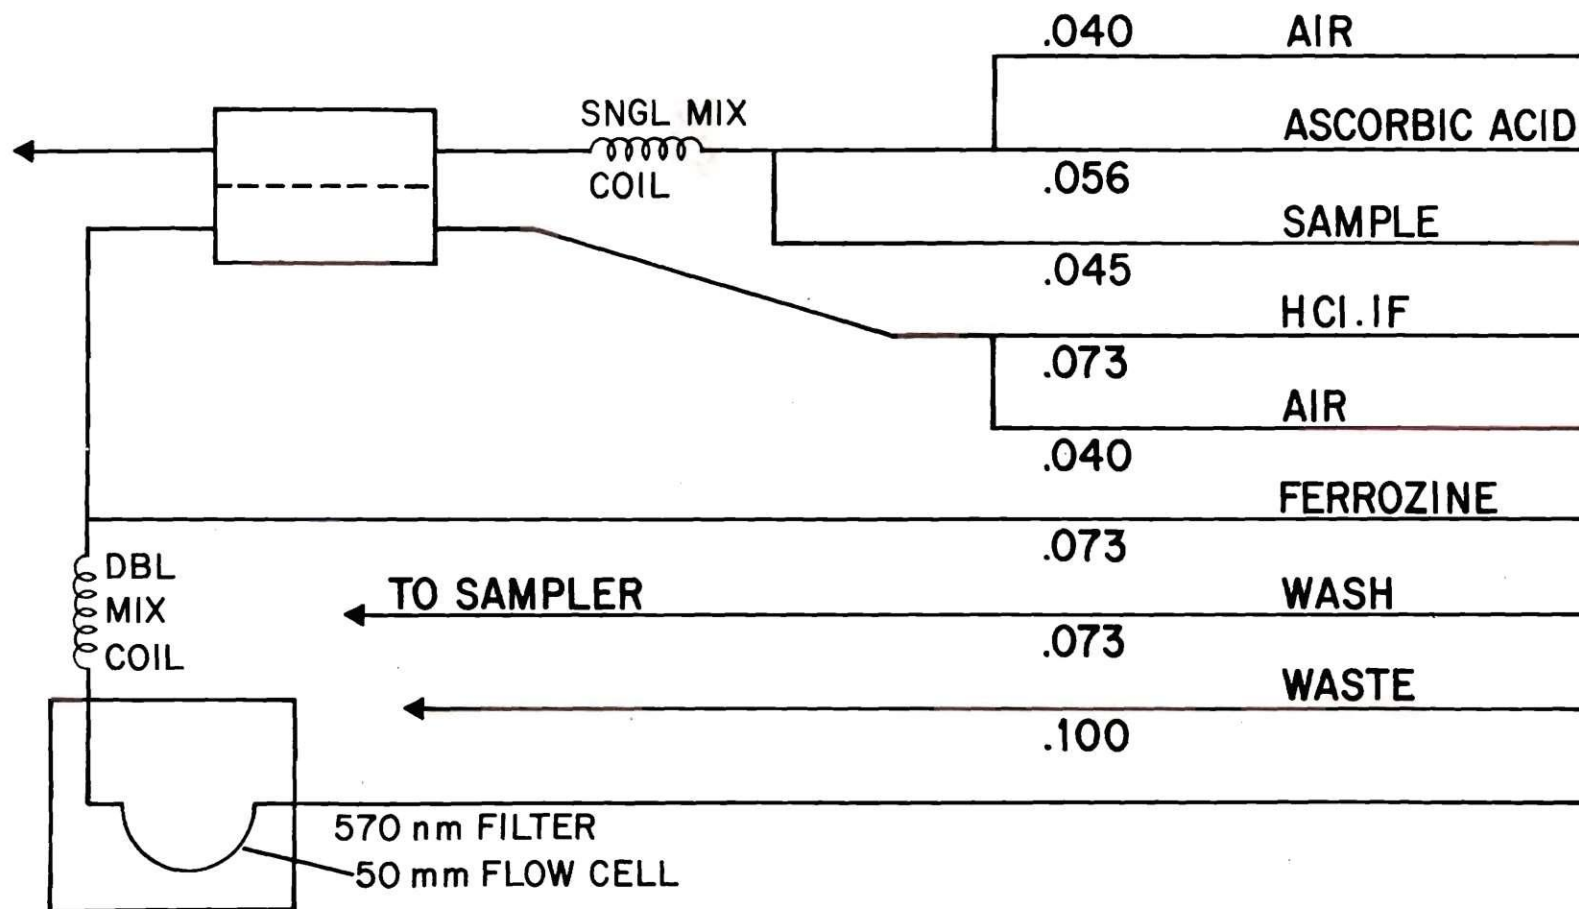 .040 AIR
SNGL MIX
COIL
ASCORBIC ACID
.056
SAMPLE
.045
HCl.IF
.073
AIR
.040
FERROZINE
.073
DBL
MIX
COIL
TO SAMPLER
WASH
.073
WASTE
.100
570 nm FILTER
50 mm FLOW CELL